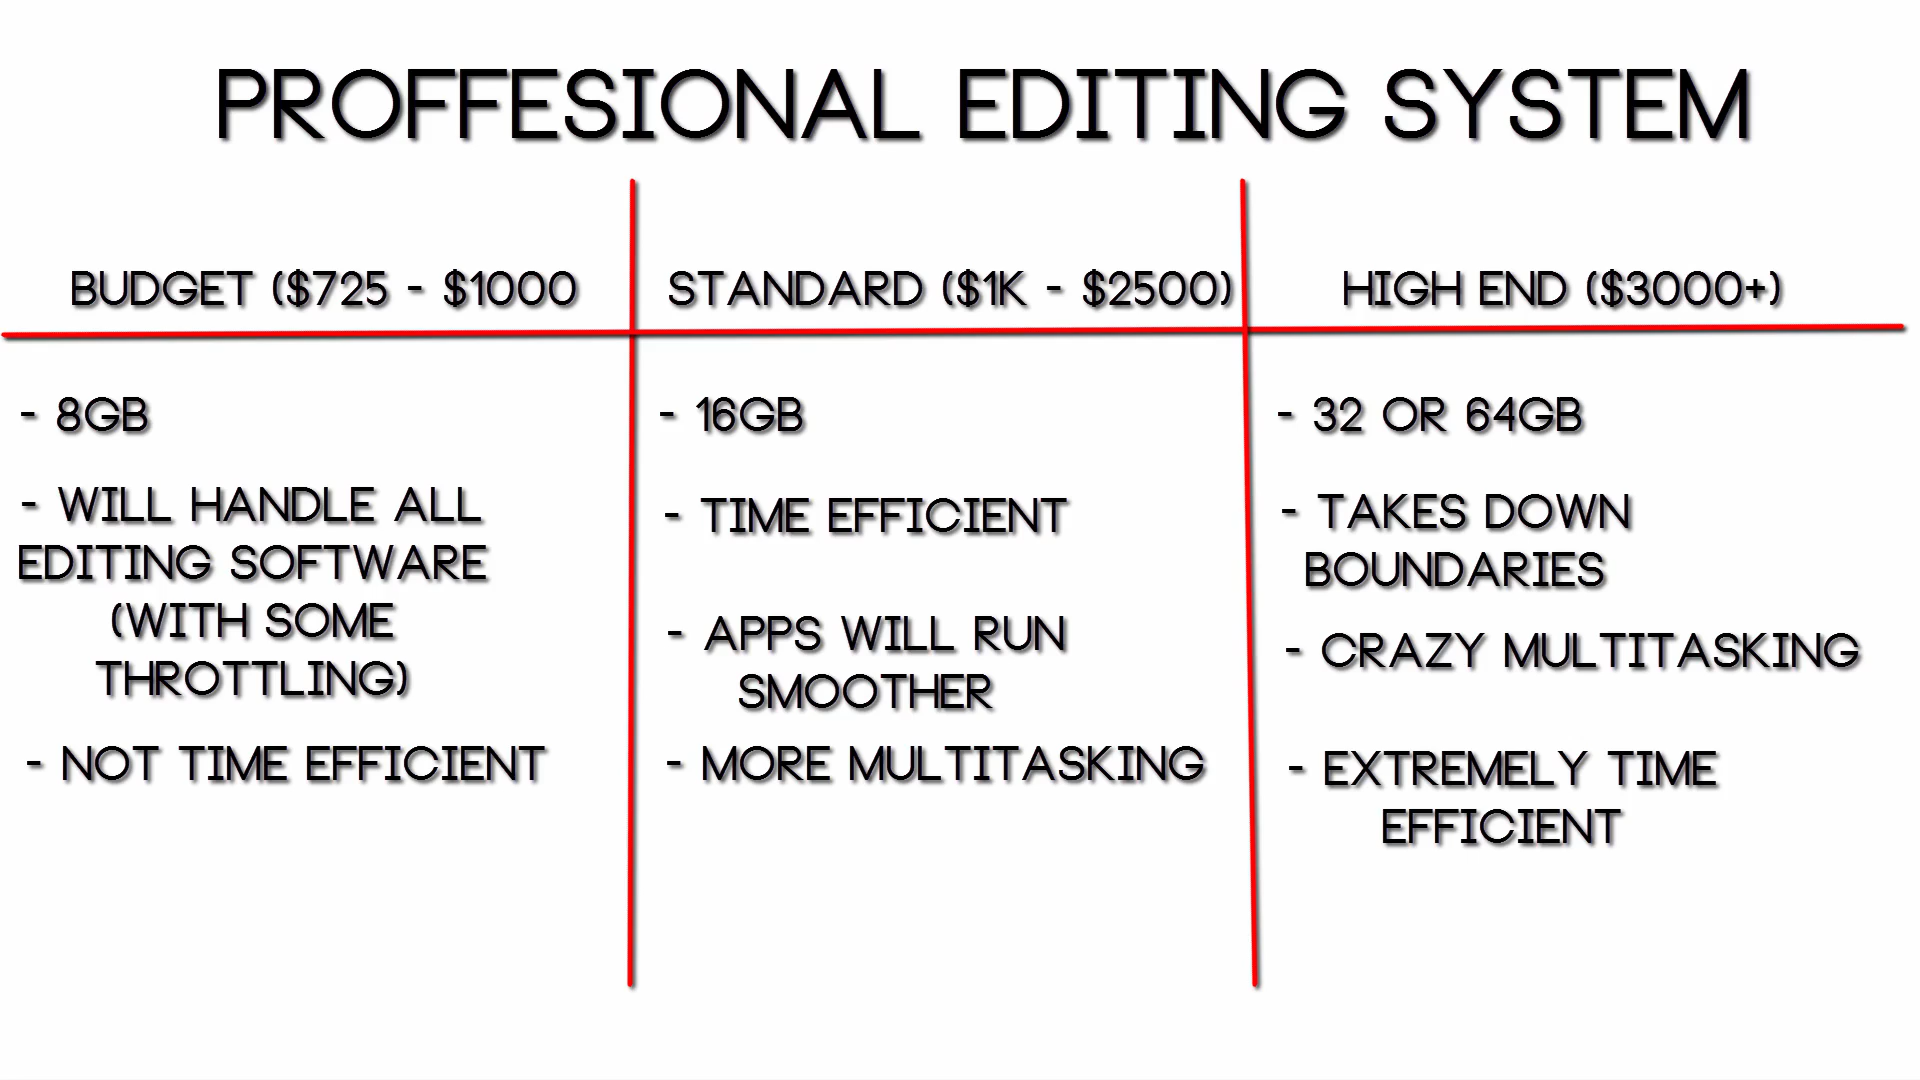 PROFFESIONAL EDITING SYSTEM
BUDGET ($725 - $1000
- 8GB
- WILL HANDLE ALL
EDITING SOFTWARE
(WITH SOME
THROTTLING)
- NOT TIME EFFICIENT
STANDARD ($1K - $2500)
- 16GB
- TIME EFFICIENT
- APPS WILL RUN
SMOOTHER
- MORE MULTITASKING
HIGH END ($3000+)
- 32 OR 64GB
- TAKES DOWN
BOUNDARIES
- CRAZY MULTITASKING
- EXTREMELY TIME
EFFICIENT